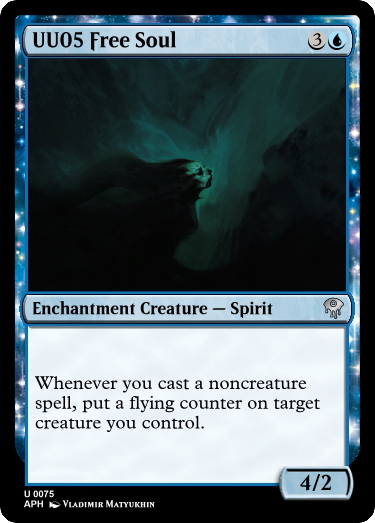 UU05 Free Soul
3
Enchantment Creature — Spirit
Whenever you cast a noncreature
spell, put a flying counter on target
creature you control.
4/2
U 0075
APH Vladimir Matyukhin